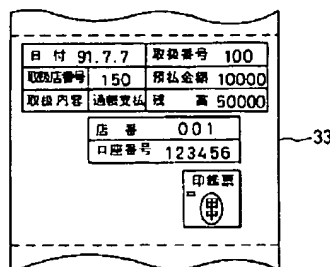 日付 91.7.7 取扱番号 100
取扱店番号 150 預払金額 10000
取扱内容 通帳支払 残高 50000
店番 001
口座番号 123456
印鑑票
33